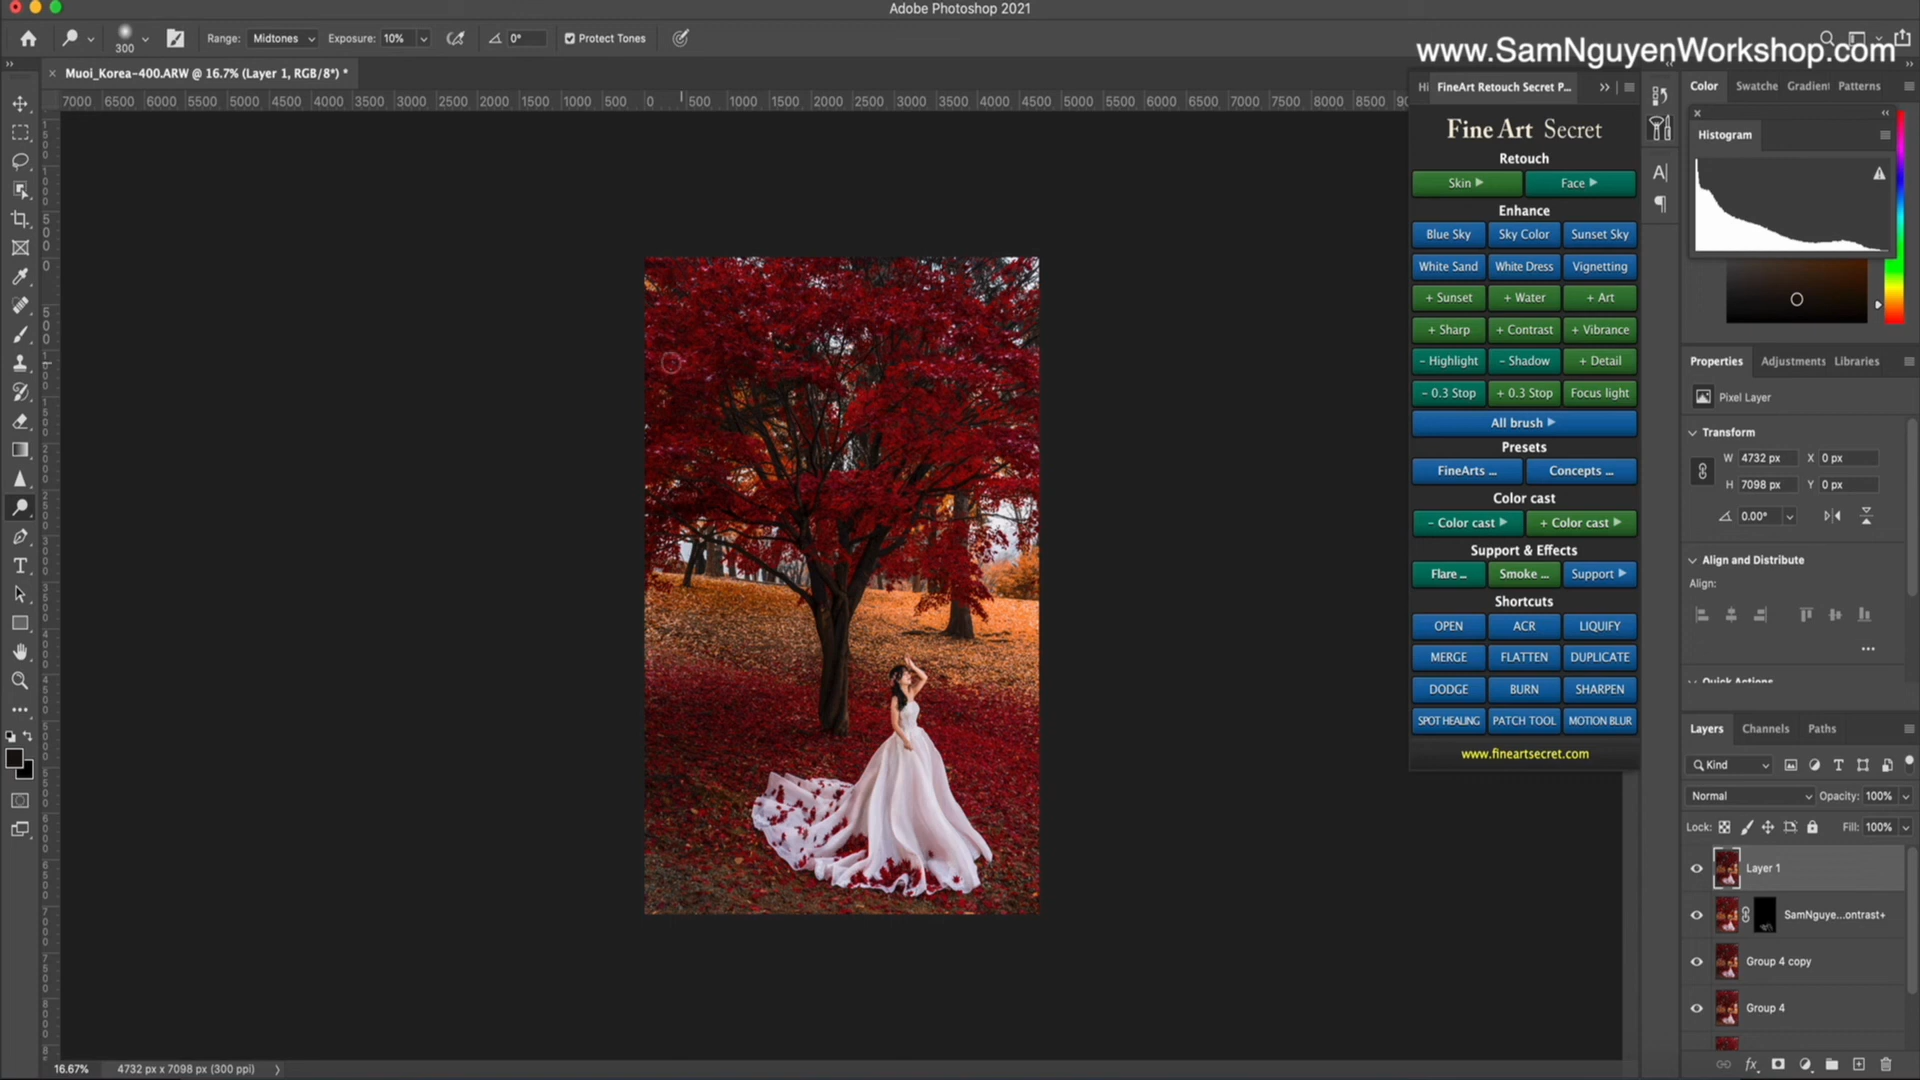 Adobe Photoshop 2021
300
Range: Midtones Exposure: 10% 0° Protect Tones
www.SamNguyenWorkshop.com
Muoi_Korea-400.ARW @ 16.7% (Layer 1, RGB/8*) *
7000 6500 6000 5500 5000 4500 4000 3500 3000 2500 2000 1500 1000 500 0 500 1000 1500 2000 2500 3000 3500 4000 4500 5000 5500 6000 6500 7000 7500 8000 8500
Hi FineArt Retouch Secret P...
Fine Art Secret
Retouch
Skin Face
Enhance
Blue Sky Sky Color Sunset Sky
White Sand White Dress Vignetting
+ Sunset + Water + Art
+ Sharp + Contrast + Vibrance
- Highlight - Shadow + Detail
- 0.3 Stop + 0.3 Stop Focus light
All brush
Presets
FineArts ... Concepts ...
Color cast
- Color cast + Color cast
Support & Effects
Flare ... Smoke ... Support
Shortcuts
OPEN ACR LIQUIFY
MERGE FLATTEN DUPLICATE
DODGE BURN SHARPEN
SPOT HEALING PATCH TOOL MOTION BLUR
www.fineartsecret.com
Color Swatche Gradient Patterns
Histogram
Properties Adjustments Libraries
Pixel Layer
Transform
W 4732 px X 0 px
H 7098 px Y 0 px
0.00°
Align and Distribute
Align:
Quick Actions
Layers Channels Paths
Kind
Normal Opacity: 100%
Lock: Fill: 100%
Layer 1
SamNguye...ontrast+
Group 4 copy
Group 4
16.67% 4732 px x 7098 px (300 ppi)